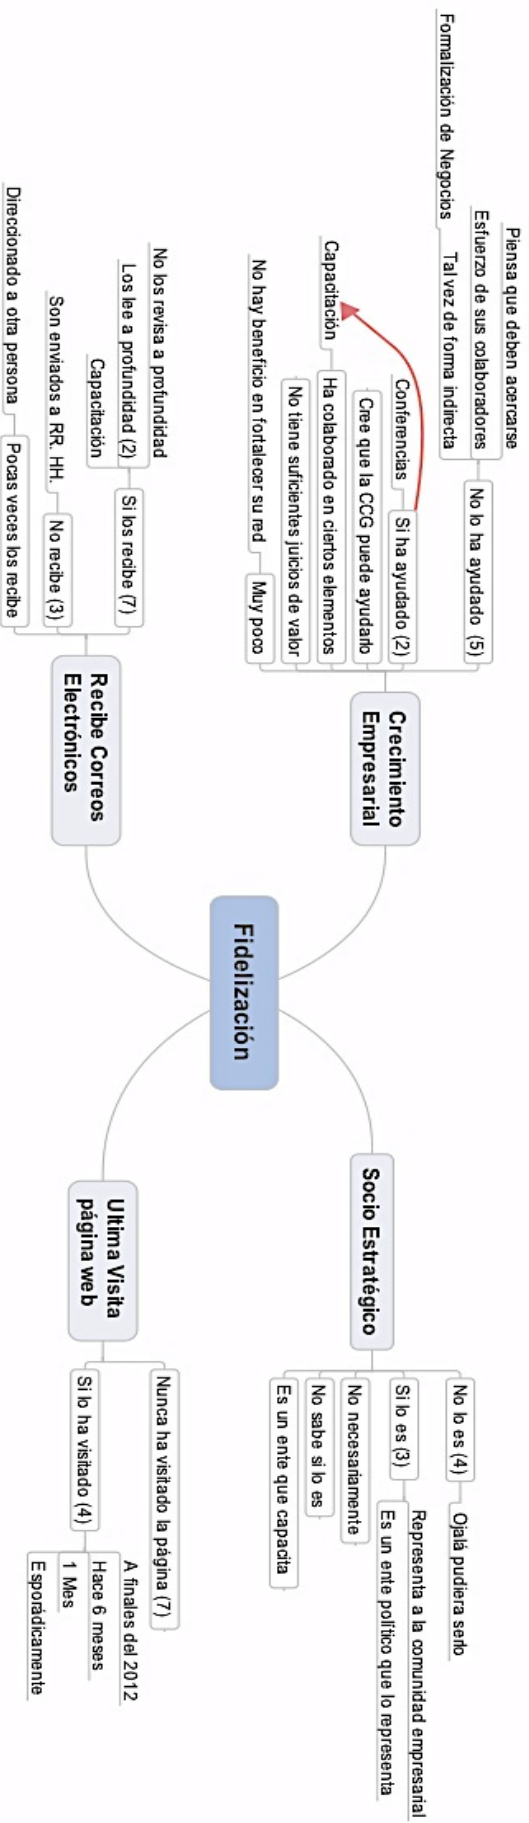 Fidelización
Crecimiento
Empresarial
No lo ha ayudado (5)
Piensa que deben acercarse
Esfuerzo de sus colaboradores
Tal vez de forma indirecta
Formalización de Negocios
Si ha ayudado (2)
Conferencias
Cree que la CCG puede ayudarlo
Ha colaborado en ciertos elementos
Capacitación
No tiene suficientes juicios de valor
Muy poco
No hay beneficio en fortalecer su red
Recibe Correos
Electrónicos
Si los recibe (7)
No los revisa a profundidad
Los lee a profundidad (2)
Capacitación
No recibe (3)
Son enviados a RR. HH.
Pocas veces los recibe
Direccionado a otra persona
Socio Estratégico
No lo es (4)
Ojalá pudiera serlo
Si lo es (3)
Representa a la comunidad empresarial
Es un ente político que lo representa
No necesariamente
No sabe si lo es
Es un ente que capacita
Ultima Visita
página web
Nunca ha visitado la página (7)
Si lo ha visitado (4)
A finales del 2012
Hace 6 meses
1 Mes
Esporádicamente